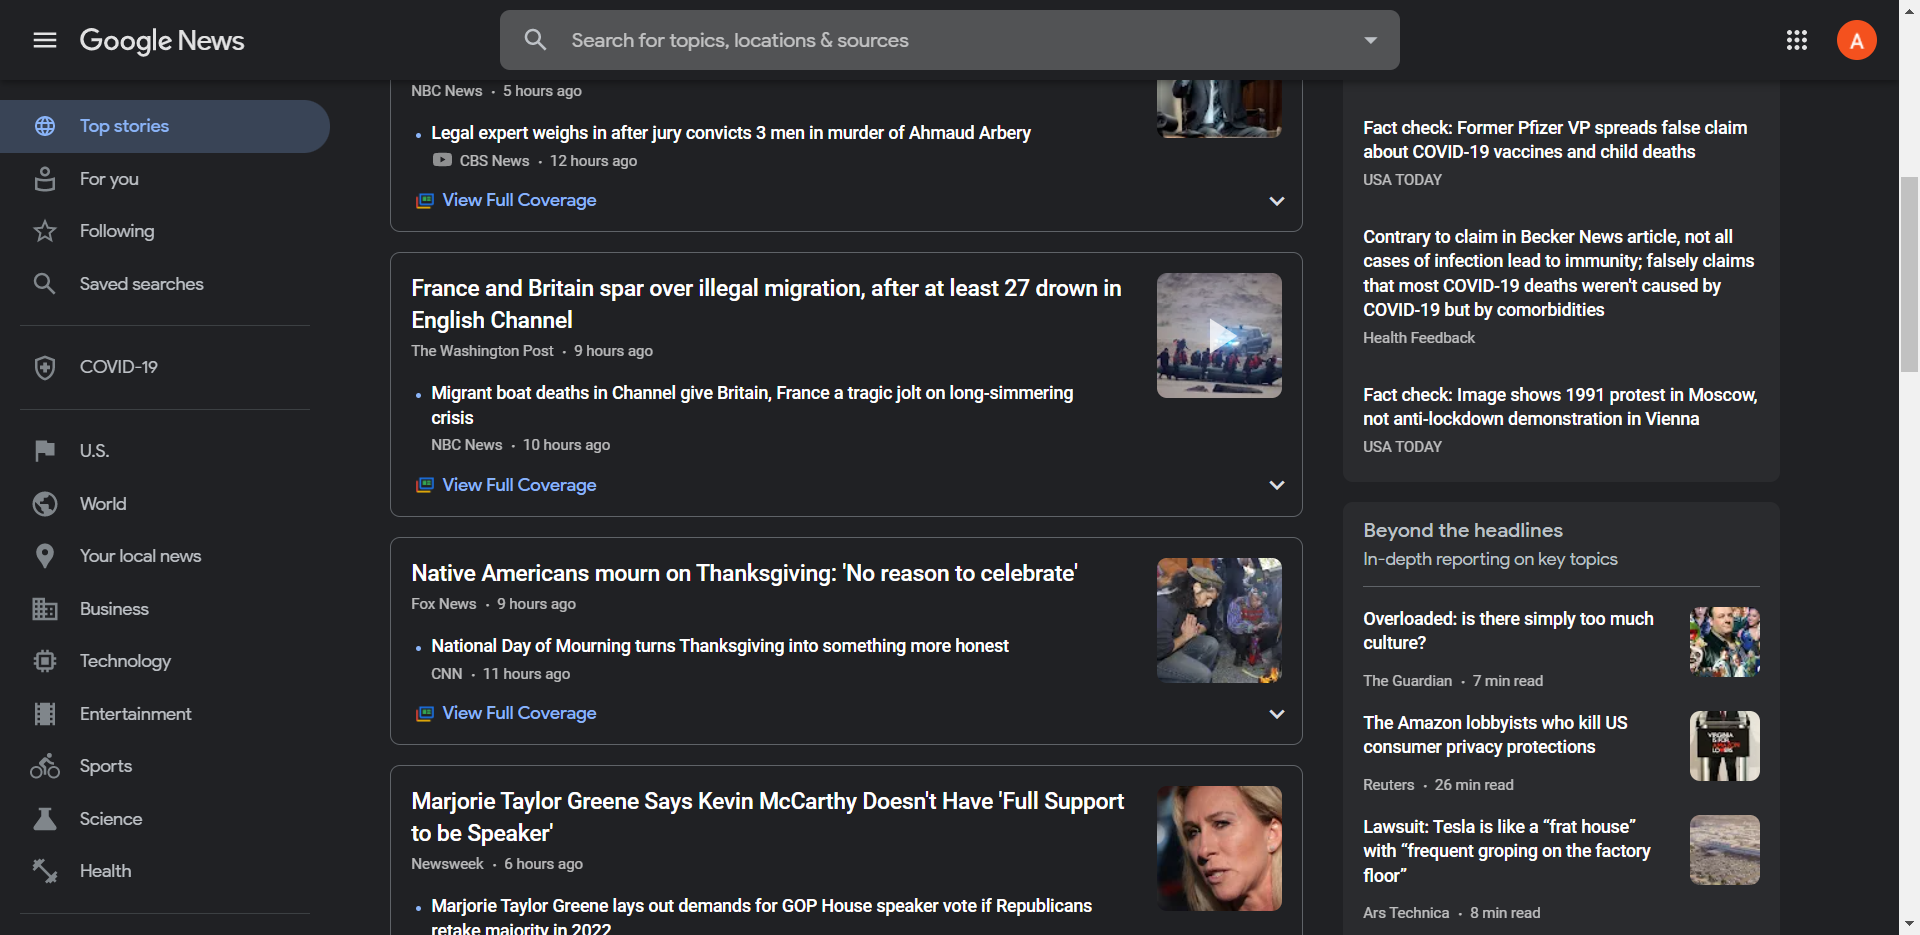 Google News
Search for topics, locations & sources
A
Top stories
For you
Following
Saved searches
COVID-19
U.S.
World
Your local news
Business
Technology
Entertainment
Sports
Science
Health
NBC News · 5 hours ago
Legal expert weighs in after jury convicts 3 men in murder of Ahmaud Arbery
CBS News · 12 hours ago
View Full Coverage
France and Britain spar over illegal migration, after at least 27 drown in
English Channel
The Washington Post · 9 hours ago
Migrant boat deaths in Channel give Britain, France a tragic jolt on long-simmering
crisis
NBC News · 10 hours ago
View Full Coverage
Native Americans mourn on Thanksgiving: 'No reason to celebrate'
Fox News · 9 hours ago
National Day of Mourning turns Thanksgiving into something more honest
CNN · 11 hours ago
View Full Coverage
Marjorie Taylor Greene Says Kevin McCarthy Doesn't Have 'Full Support
to be Speaker'
Newsweek · 6 hours ago
Marjorie Taylor Greene lays out demands for GOP House speaker vote if Republicans
retake majority in 2022
Fact check: Former Pfizer VP spreads false claim
about COVID-19 vaccines and child deaths
USA TODAY
Contrary to claim in Becker News article, not all
cases of infection lead to immunity; falsely claims
that most COVID-19 deaths weren't caused by
COVID-19 but by comorbidities
Health Feedback
Fact check: Image shows 1991 protest in Moscow,
not anti-lockdown demonstration in Vienna
USA TODAY
Beyond the headlines
In-depth reporting on key topics
Overloaded: is there simply too much
culture?
The Guardian · 7 min read
The Amazon lobbyists who kill US
consumer privacy protections
Reuters · 26 min read
VIRGINIA
IS FOR
AMAZON
LOVERS
Lawsuit: Tesla is like a “frat house”
with “frequent groping on the factory
floor”
Ars Technica · 8 min read